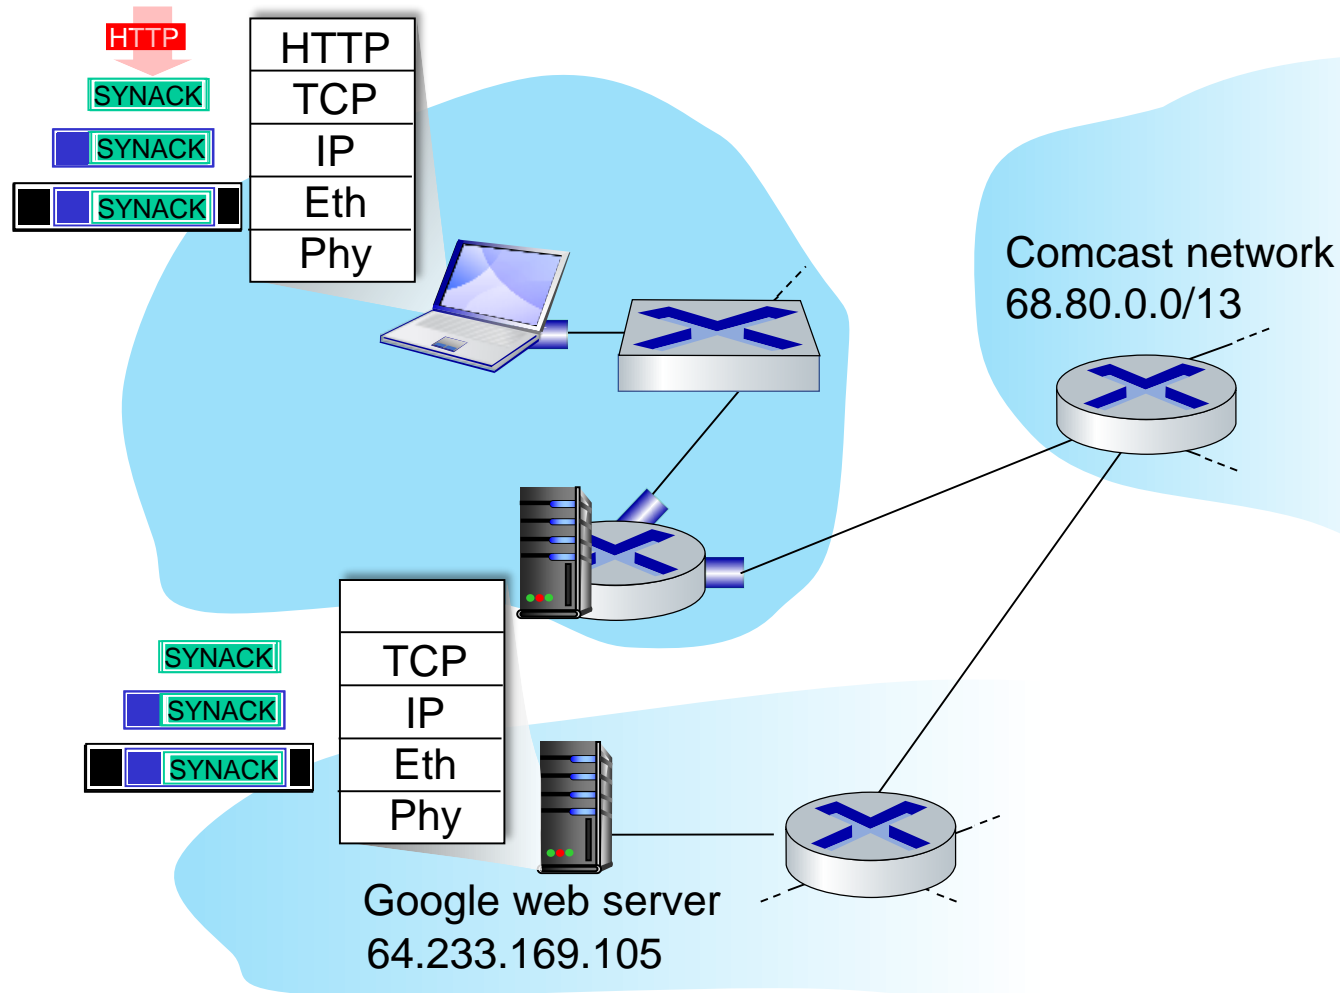 HTTP
SYNACK
SYNACK
SYNACK
HTTP
TCP
IP
Eth
Phy
Comcast network
68.80.0.0/13
SYNACK
SYNACK
SYNACK
TCP
IP
Eth
Phy
Google web server
64.233.169.105